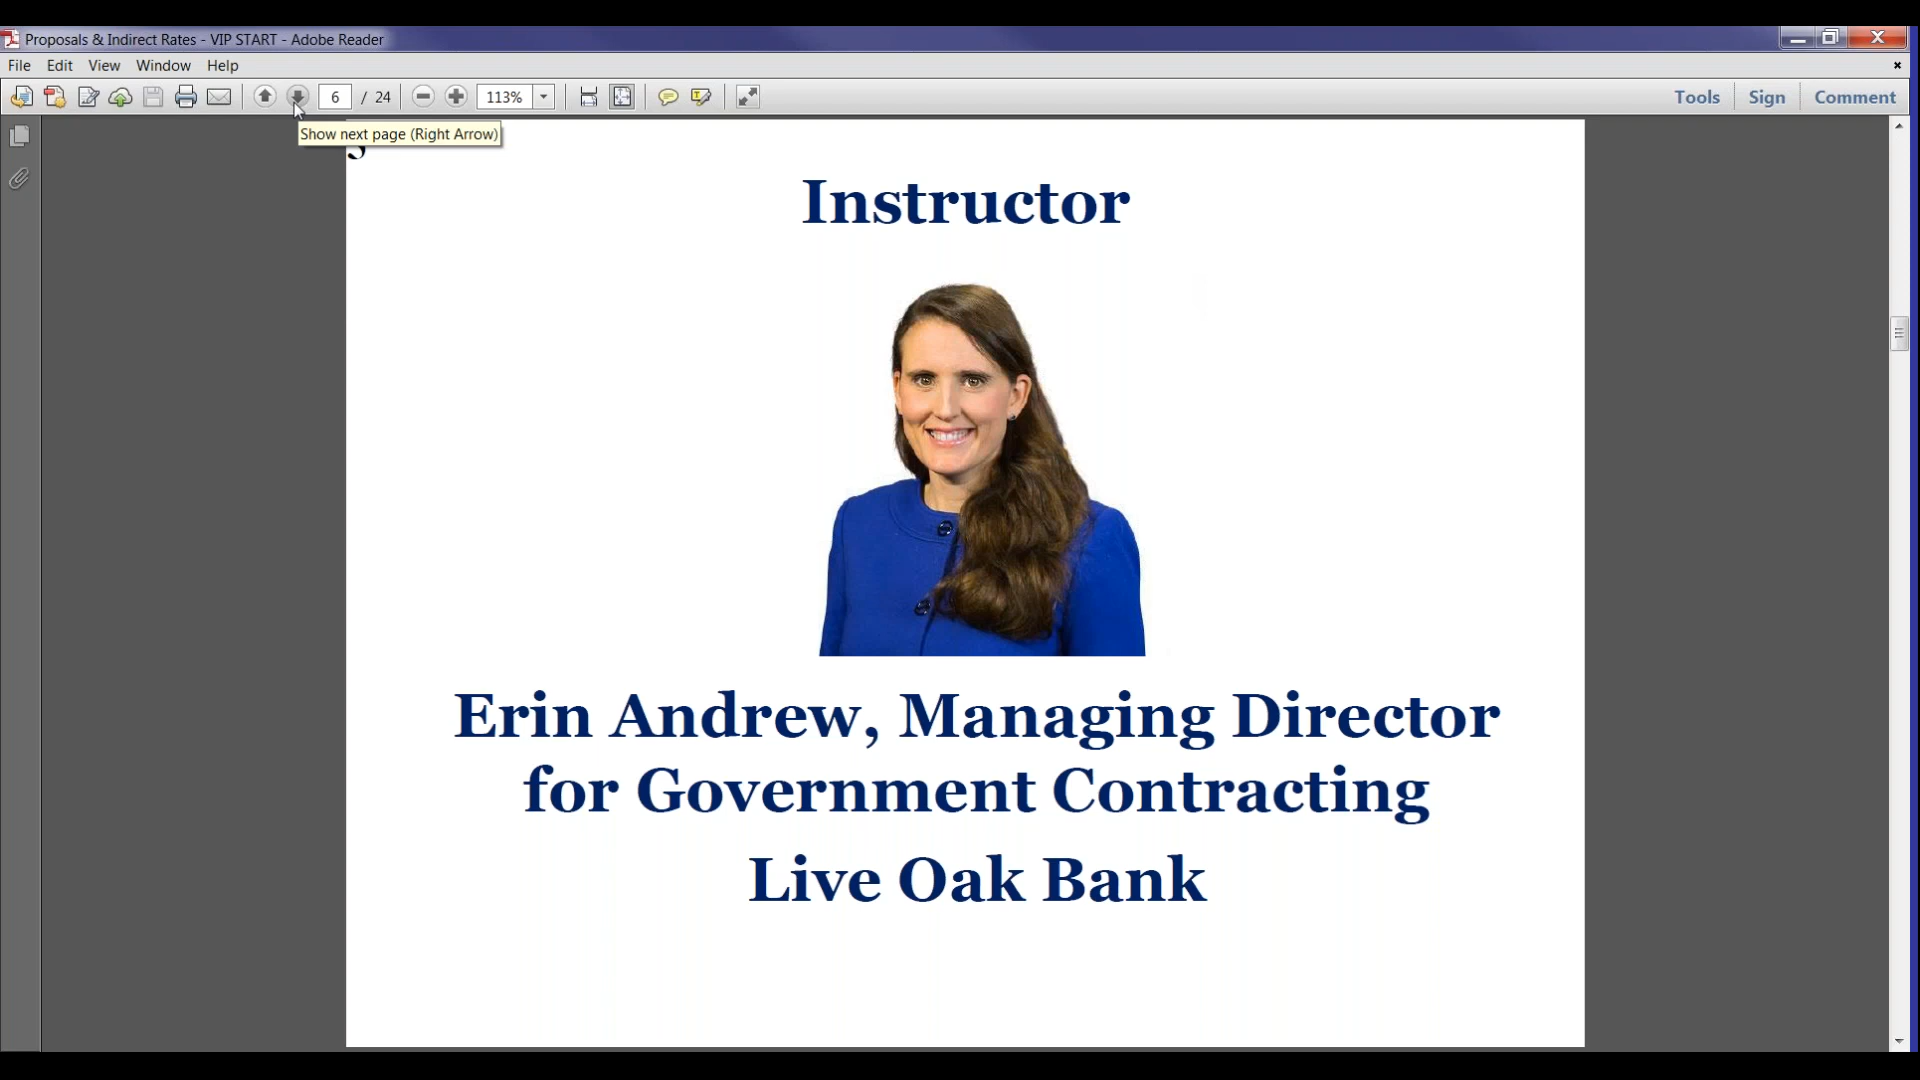 Proposals & Indirect Rates - VIP START - Adobe Reader
File Edit View Window Help
6 / 24 113% Tools Sign Comment
Show next page (Right Arrow)
Instructor
Erin Andrew, Managing Director
for Government Contracting
Live Oak Bank